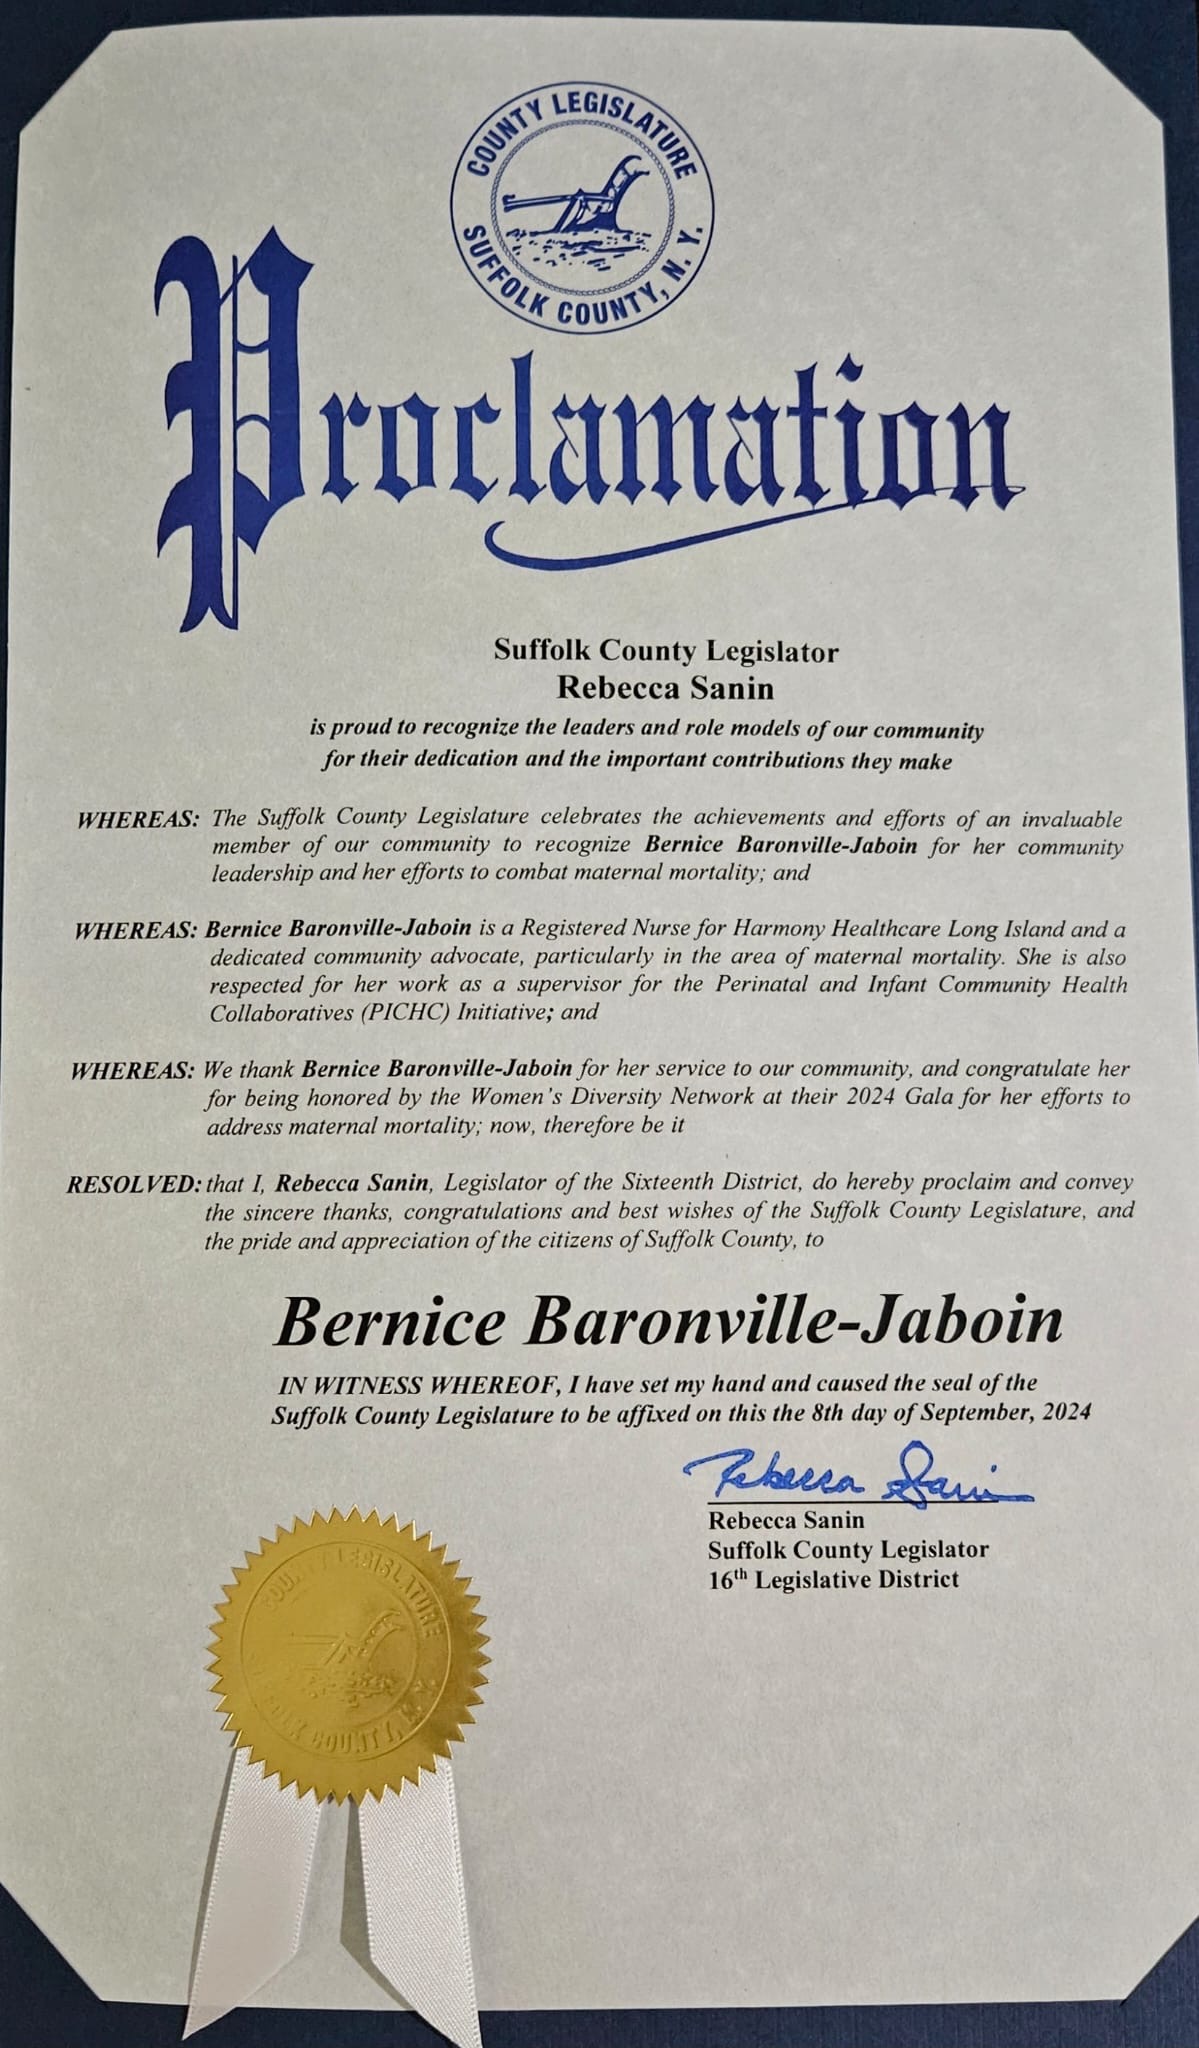 COUNTY LEGISLATURE
SUFFOLK COUNTY, N.Y.
Proclamation
Suffolk County Legislator
Rebecca Sanin
is proud to recognize the leaders and role models of our community
for their dedication and the important contributions they make
WHEREAS: The Suffolk County Legislature celebrates the achievements and efforts of an invaluable
member of our community to recognize Bernice Baronville-Jaboin for her community
leadership and her efforts to combat maternal mortality; and
WHEREAS: Bernice Baronville-Jaboin is a Registered Nurse for Harmony Healthcare Long Island and a
dedicated community advocate, particularly in the area of maternal mortality. She is also
respected for her work as a supervisor for the Perinatal and Infant Community Health
Collaboratives (PICHC) Initiative; and
WHEREAS: We thank Bernice Baronville-Jaboin for her service to our community, and congratulate her
for being honored by the Women's Diversity Network at their 2024 Gala for her efforts to
address maternal mortality; now, therefore be it
RESOLVED: that I, Rebecca Sanin, Legislator of the Sixteenth District, do hereby proclaim and convey
the sincere thanks, congratulations and best wishes of the Suffolk County Legislature, and
the pride and appreciation of the citizens of Suffolk County, to
Bernice Baronville-Jaboin
IN WITNESS WHEREOF, I have set my hand and caused the seal of the
Suffolk County Legislature to be affixed on this the 8th day of September, 2024
Rebecca Sanin
Rebecca Sanin
Suffolk County Legislator
16th Legislative District
COUNTY LEGISLATURE
SUFFOLK COUNTY, N.Y.